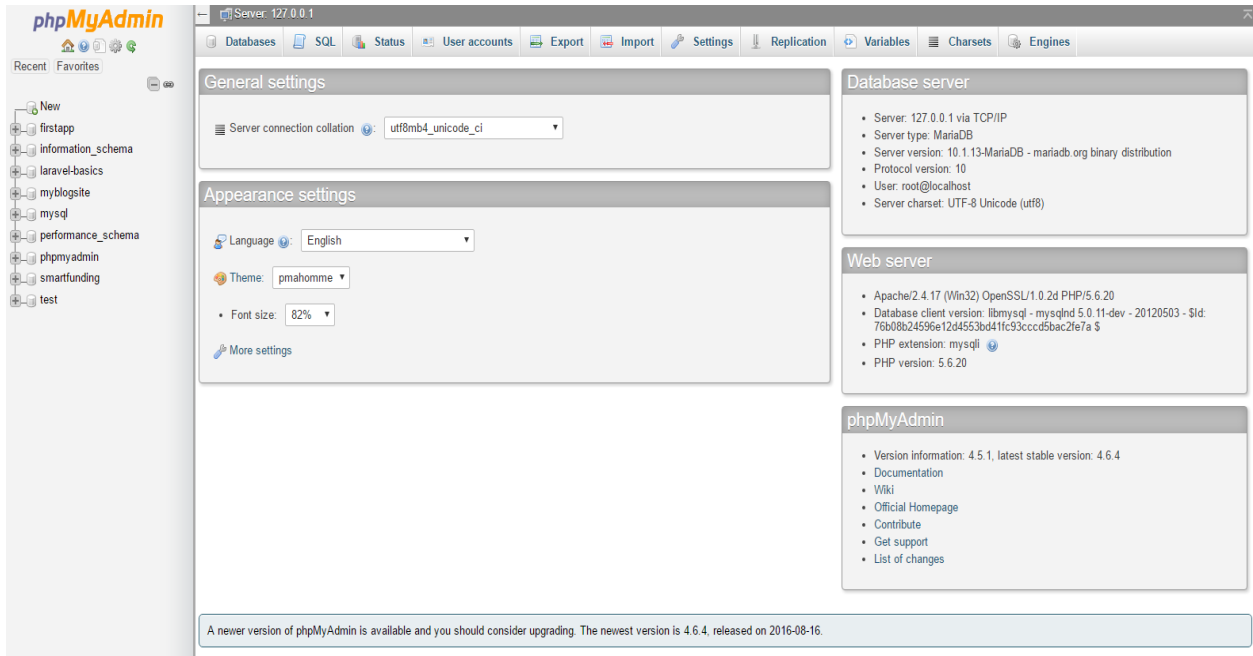 phpMyAdmin
Recent Favorites
New
firstapp
information_schema
laravel-basics
myblogsite
mysql
performance_schema
phpmyadmin
smartfunding
test
Server: 127.0.0.1
Databases SQL Status User accounts Export Import Settings Replication Variables Charsets Engines
General settings
Server connection collation : utf8mb4_unicode_ci
Appearance settings
Language : English
Theme: pmahomme
Font size: 82%
More settings
Database server
Server: 127.0.0.1 via TCP/IP
Server type: MariaDB
Server version: 10.1.13-MariaDB - mariadb.org binary distribution
Protocol version: 10
User: root@localhost
Server charset: UTF-8 Unicode (utf8)
Web server
Apache/2.4.17 (Win32) OpenSSL/1.0.2d PHP/5.6.20
Database client version: libmysql - mysqlnd 5.0.11-dev - 20120503 - $Id:
76b08b24596e12d4553bd41fc93cccd5bac2fe7a $
PHP extension: mysqli
PHP version: 5.6.20
phpMyAdmin
Version information: 4.5.1, latest stable version: 4.6.4
Documentation
Wiki
Official Homepage
Contribute
Get support
List of changes
A newer version of phpMyAdmin is available and you should consider upgrading. The newest version is 4.6.4, released on 2016-08-16.